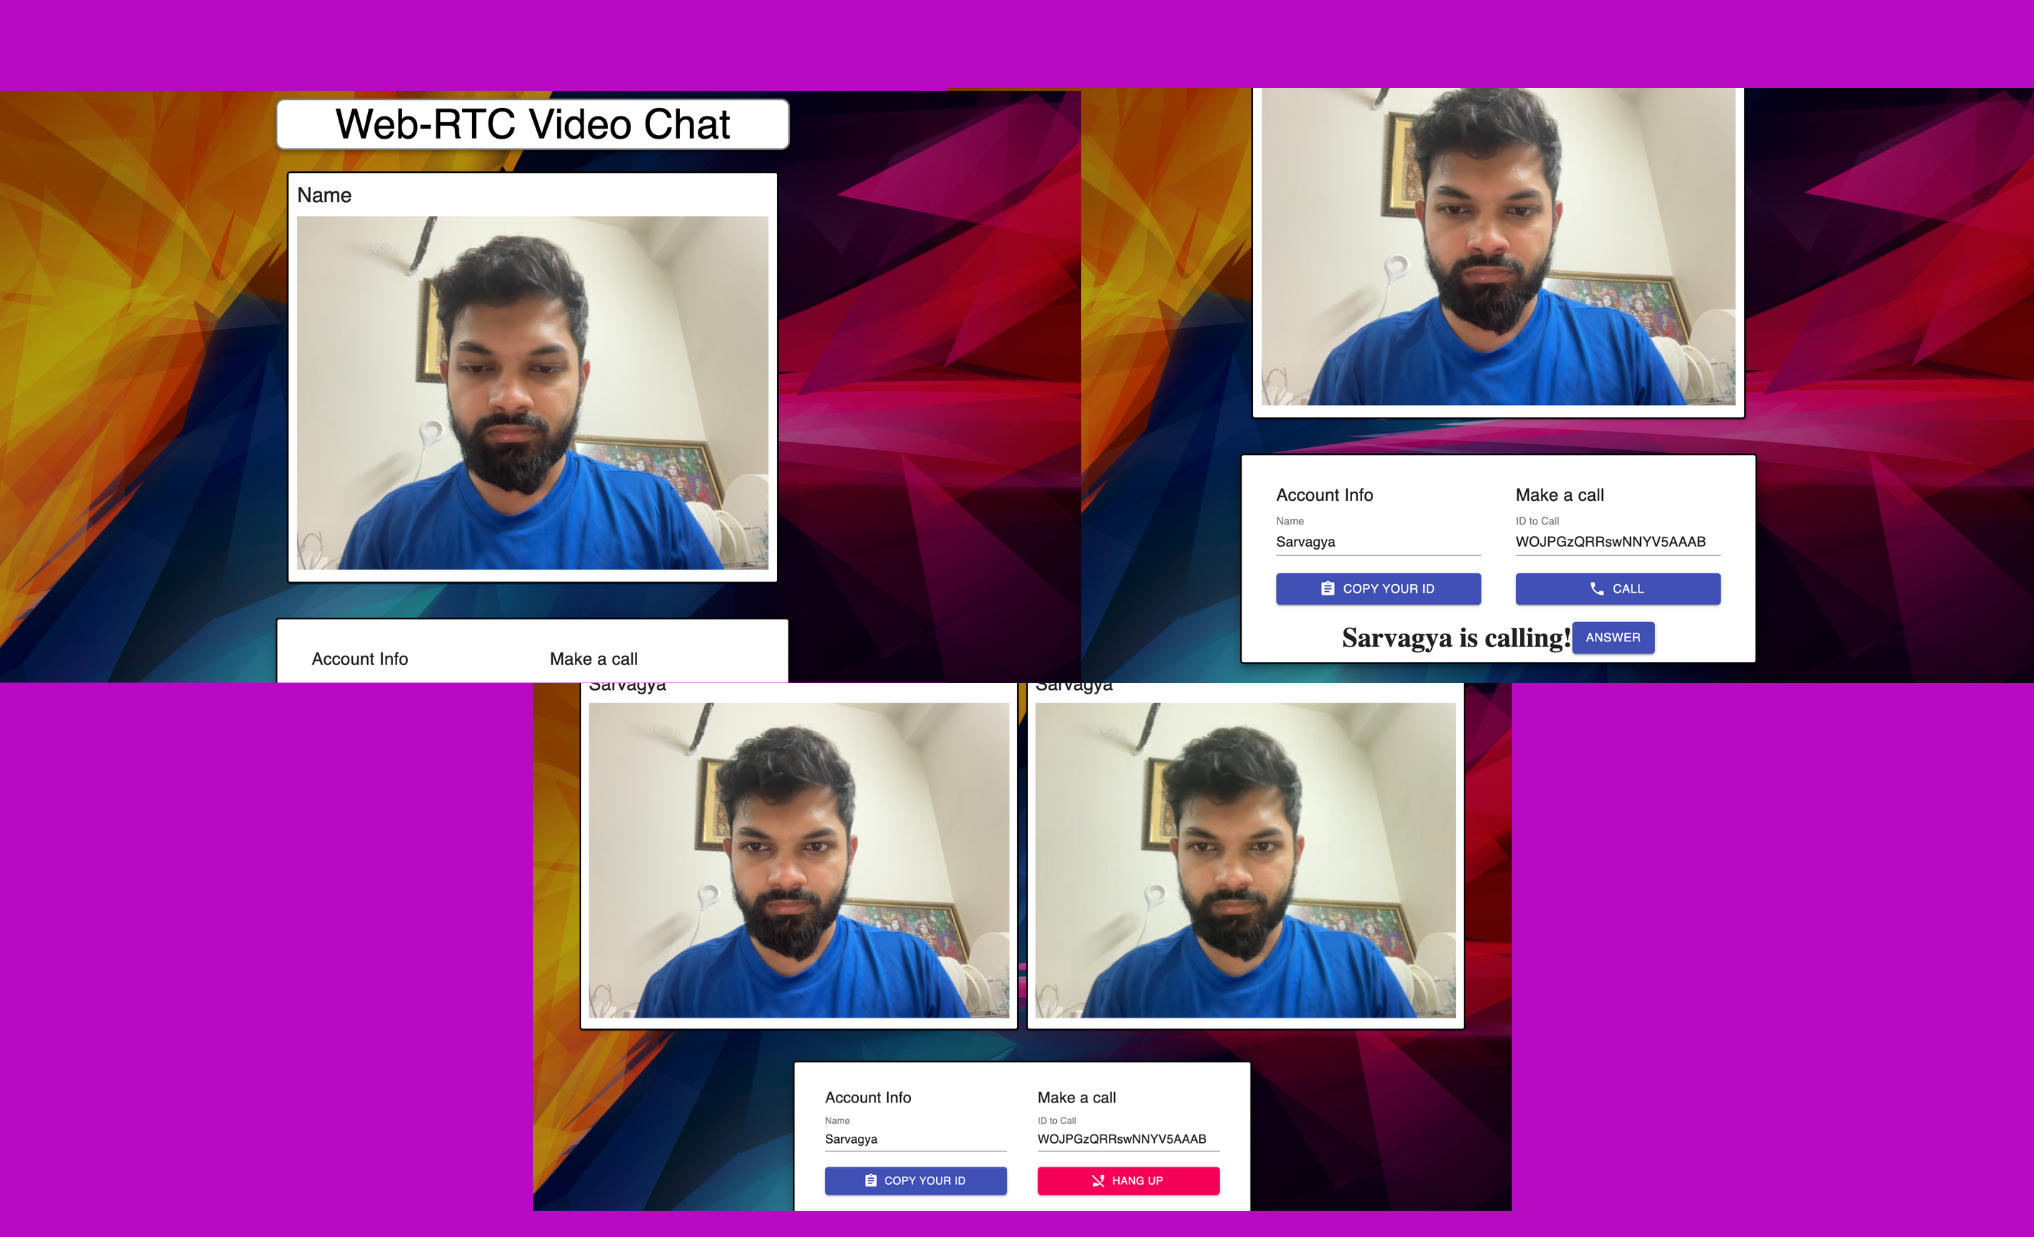 Web-RTC Video Chat
Name
Account Info
Make a call
Account Info
Make a call
Name
ID to Call
Sarvagya
WOJPGzQRRswNNYV5AAAB
COPY YOUR ID
CALL
Sarvagya is calling!
ANSWER
Sarvagya
Sarvagya
Account Info
Make a call
Name
ID to Call
Sarvagya
WOJPGzQRRswNNYV5AAAB
COPY YOUR ID
HANG UP